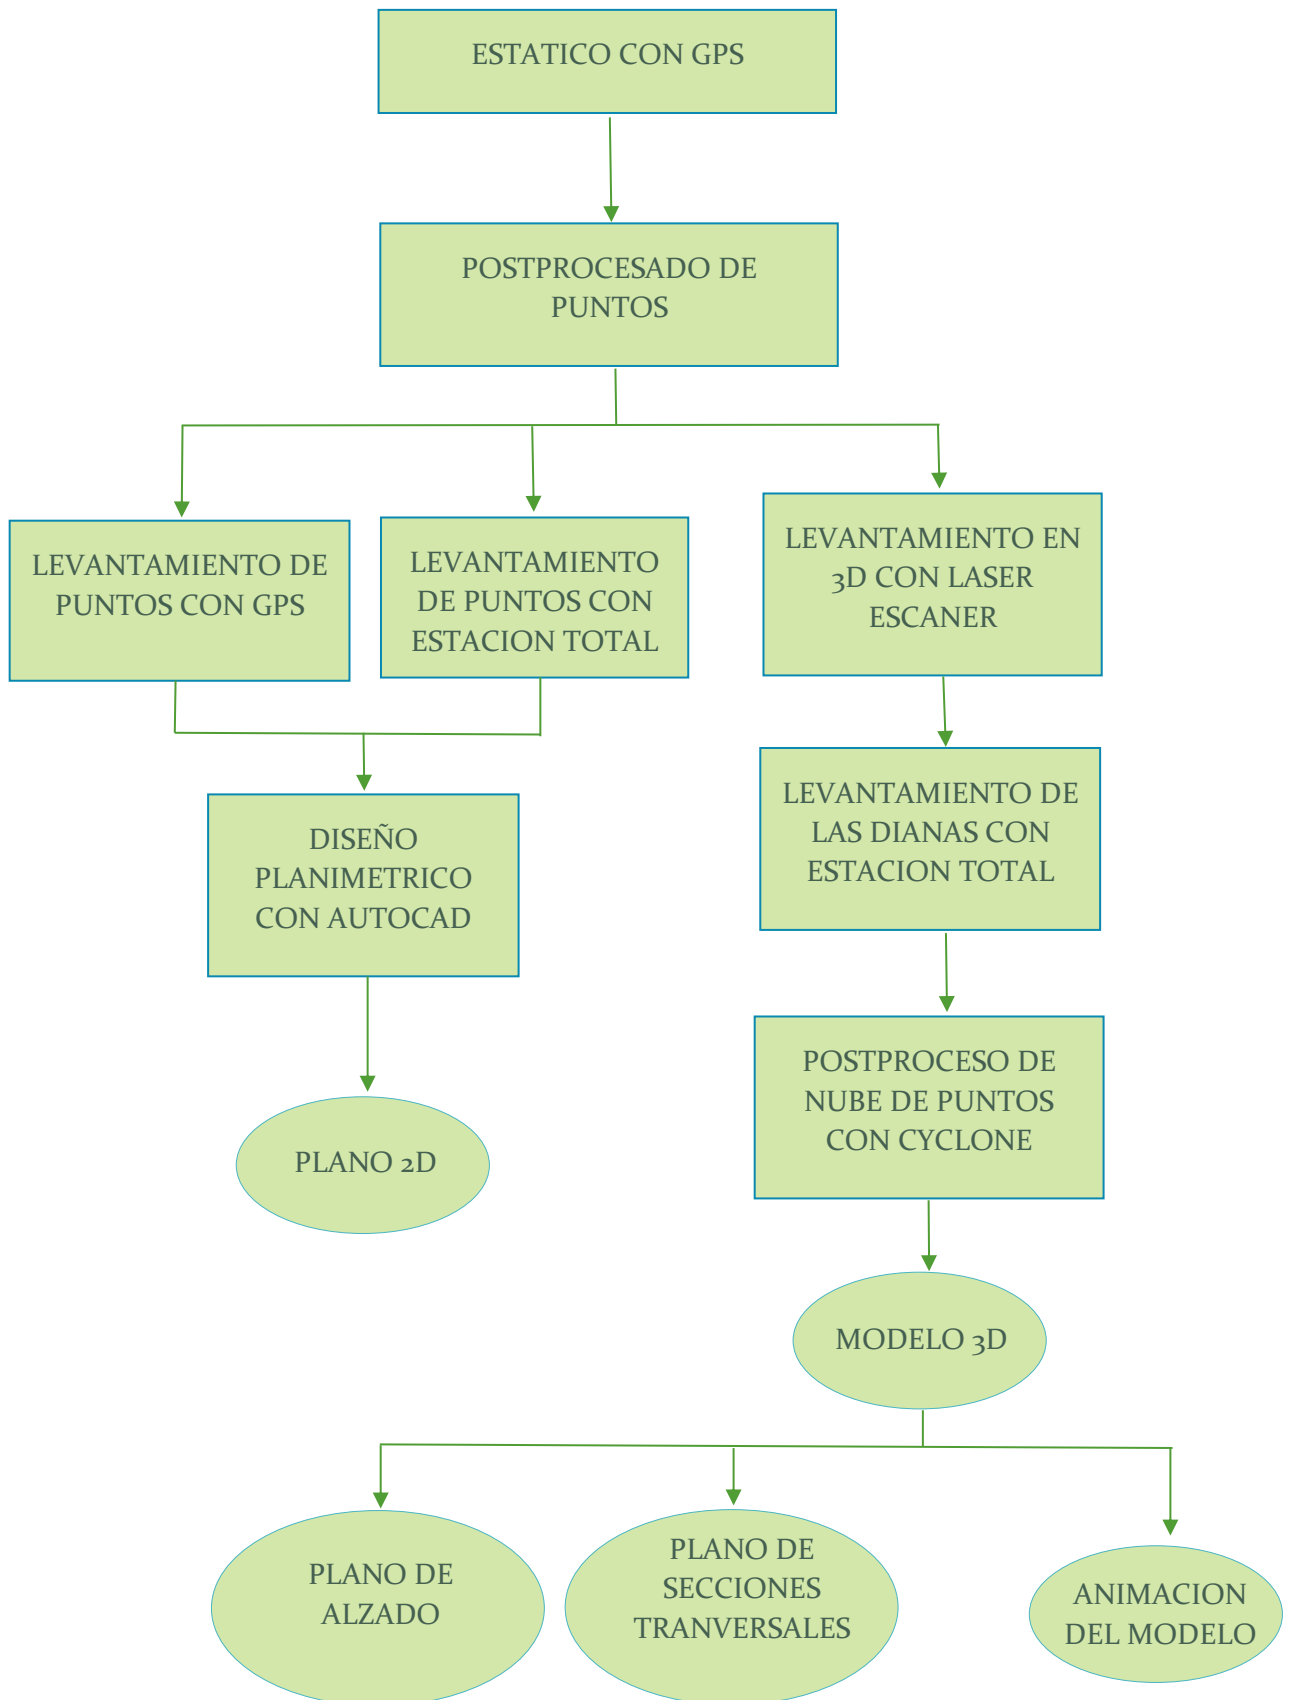 ESTATICO CON GPS
POSTPROCESADO DE
PUNTOS
LEVANTAMIENTO DE
PUNTOS CON GPS
LEVANTAMIENTO
DE PUNTOS CON
ESTACION TOTAL
LEVANTAMIENTO EN
3D CON LASER
ESCANER
LEVANTAMIENTO DE
LAS DIANAS CON
ESTACION TOTAL
DISEÑO
PLANIMETRICO
CON AUTOCAD
POSTPROCESO DE
NUBE DE PUNTOS
CON CYCLONE
PLANO 2D
MODELO 3D
PLANO DE
ALZADO
PLANO DE
SECCIONES
TRANVERSALES
ANIMACION
DEL MODELO